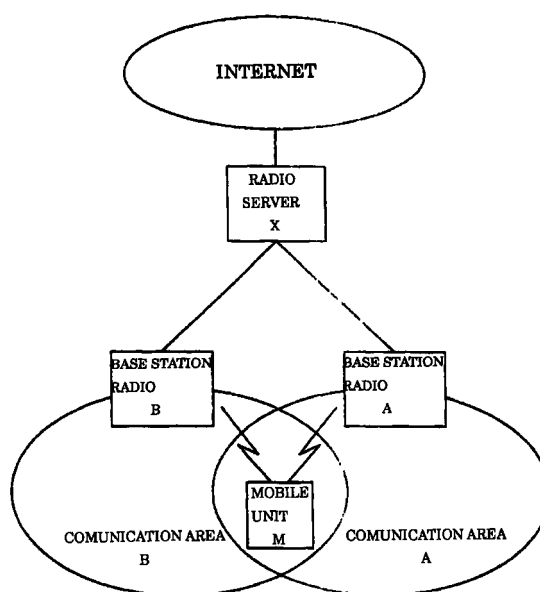 INTERNET
RADIO
SERVER
X
BASE STATION
RADIO
B
BASE STATION
RADIO
A
MOBILE
UNIT
M
COMUNICATION AREA
B
COMUNICATION AREA
A